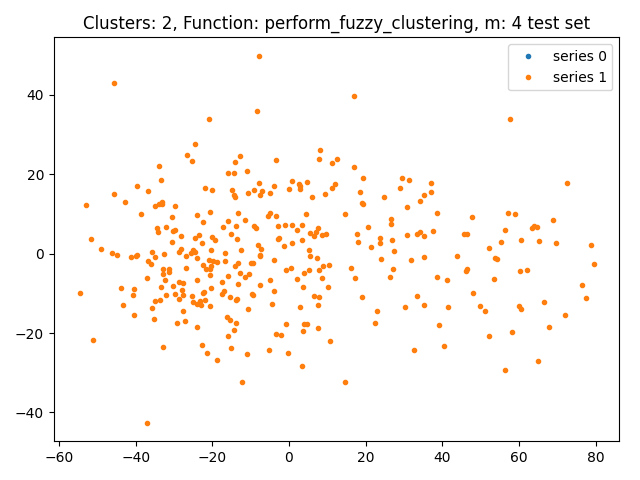 Clusters: 2, Function: perform_fuzzy_clustering, m: 4 test set
series 0
series 1
40
20
0
−20
−40
−60 −40 −20 0 20 40 60 80